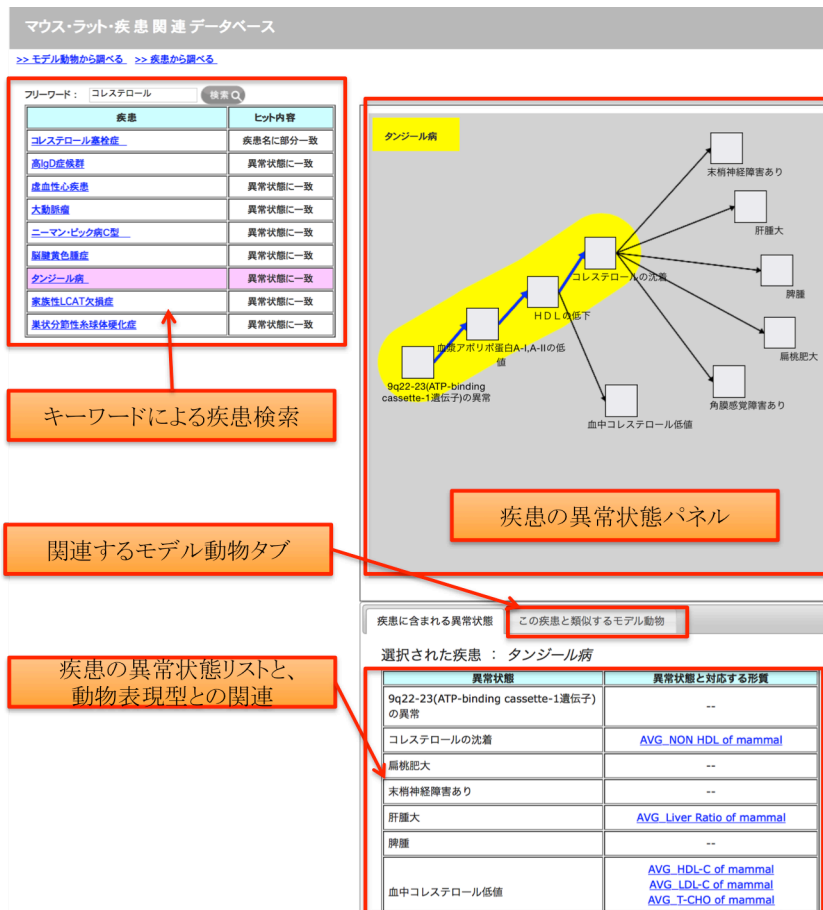 マウス・ラット・疾患関連データベース
>> モデル動物から調べる >> 疾患から調べる
フリーワード： コレステロール 検索
疾患 ヒット内容
コレステロール塞栓症 疾患名に部分一致
高IgD症候群 異常状態に一致
虚血性心疾患 異常状態に一致
大動脈瘤 異常状態に一致
ニーマン・ピック病C型 異常状態に一致
脳腱黄色腫症 異常状態に一致
タンジール病 異常状態に一致
家族性LCAT欠損症 異常状態に一致
巣状分節性糸球体硬化症 異常状態に一致
キーワードによる疾患検索
タンジール病
末梢神経障害あり
肝腫大
コレステロールの沈着
脾腫
HDLの低下
血漿アポリポ蛋白A-I,A-IIの低
値
扁桃肥大
9q22-23(ATP-binding
cassette-1遺伝子)の異常
角膜感覚障害あり
血中コレステロール低値
疾患の異常状態パネル
関連するモデル動物タブ
疾患に含まれる異常状態 この疾患と類似するモデル動物
選択された疾患 ： タンジール病
疾患の異常状態リストと、
動物表現型との関連
異常状態 異常状態と対応する形質
9q22-23(ATP-binding cassette-1遺伝子)
の異常 --
コレステロールの沈着 AVG_NON HDL of mammal
扁桃肥大 --
末梢神経障害あり --
肝腫大 AVG_Liver Ratio of mammal
脾腫 --
血中コレステロール低値 AVG_HDL-C of mammal
AVG_LDL-C of mammal
AVG_T-CHO of mammal